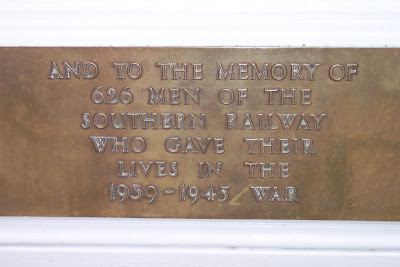 AND TO THE MEMORY OF
626 MEN OF THE
SOUTHERN RAILWAY
WHO GAVE THEIR
LIVES IN THE
1939-1945 WAR